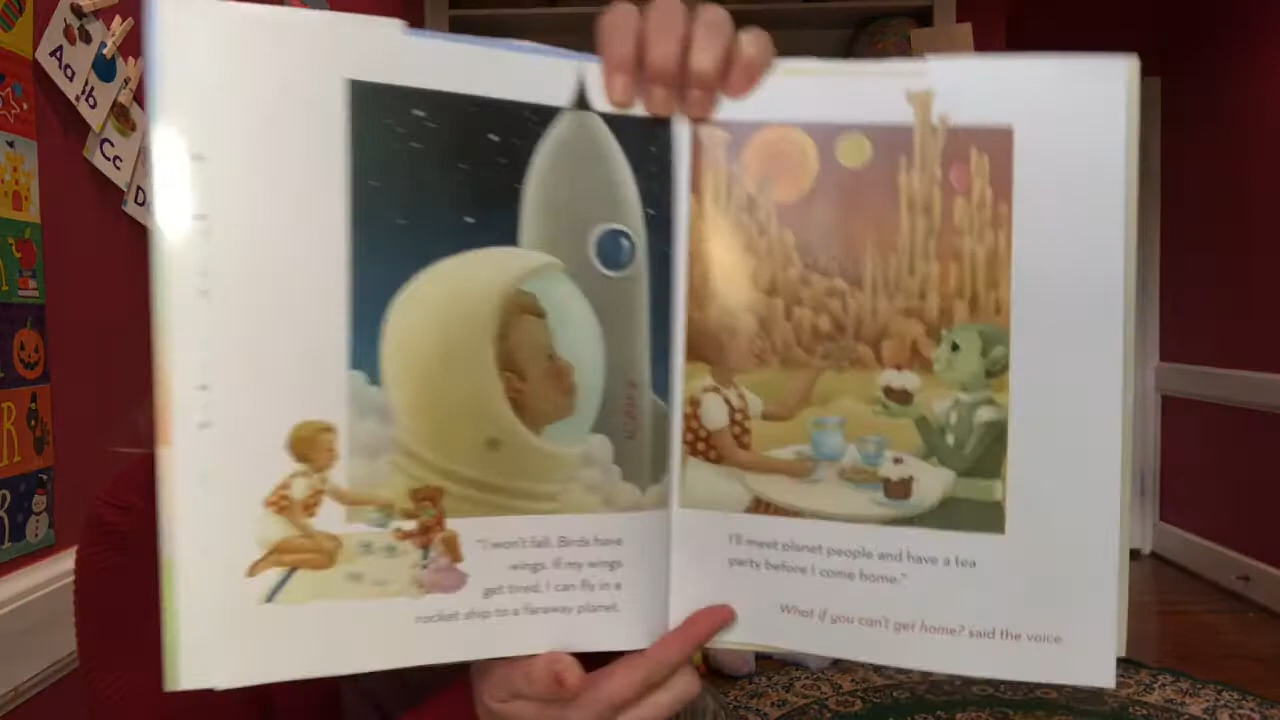 Aa
Bb
Cc
D
R
R
"I won't fall. Birds have
wings. If my wings
get tired, I can fly in a
rocket ship to a faraway planet.
I'll meet planet people and have a tea
party before I come home."
What if you can't get home? said the voice